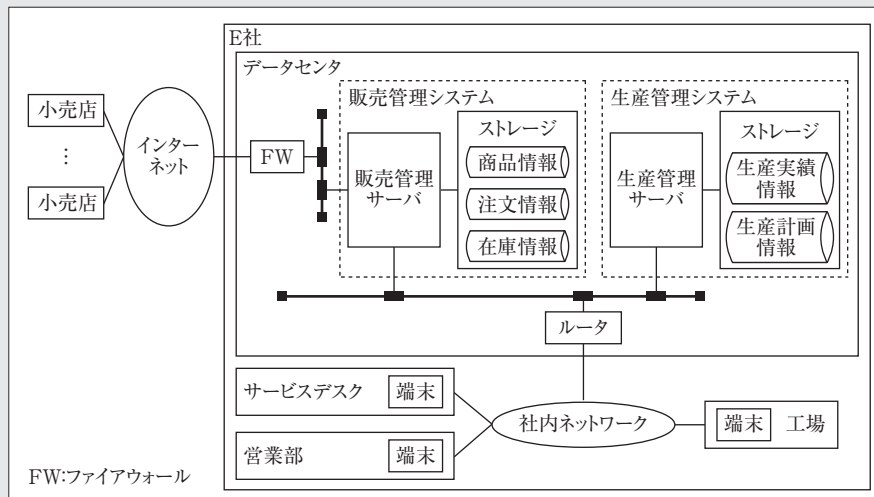 E社
データセンタ
販売管理システム
生産管理システム
小売店
⋮
小売店
インター
ネット
FW
販売管理
サーバ
ストレージ
商品情報
注文情報
在庫情報
生産管理
サーバ
ストレージ
生産実績
情報
生産計画
情報
ルータ
サービスデスク
端末
営業部
端末
社内ネットワーク
端末
工場
FW:ファイアウォール